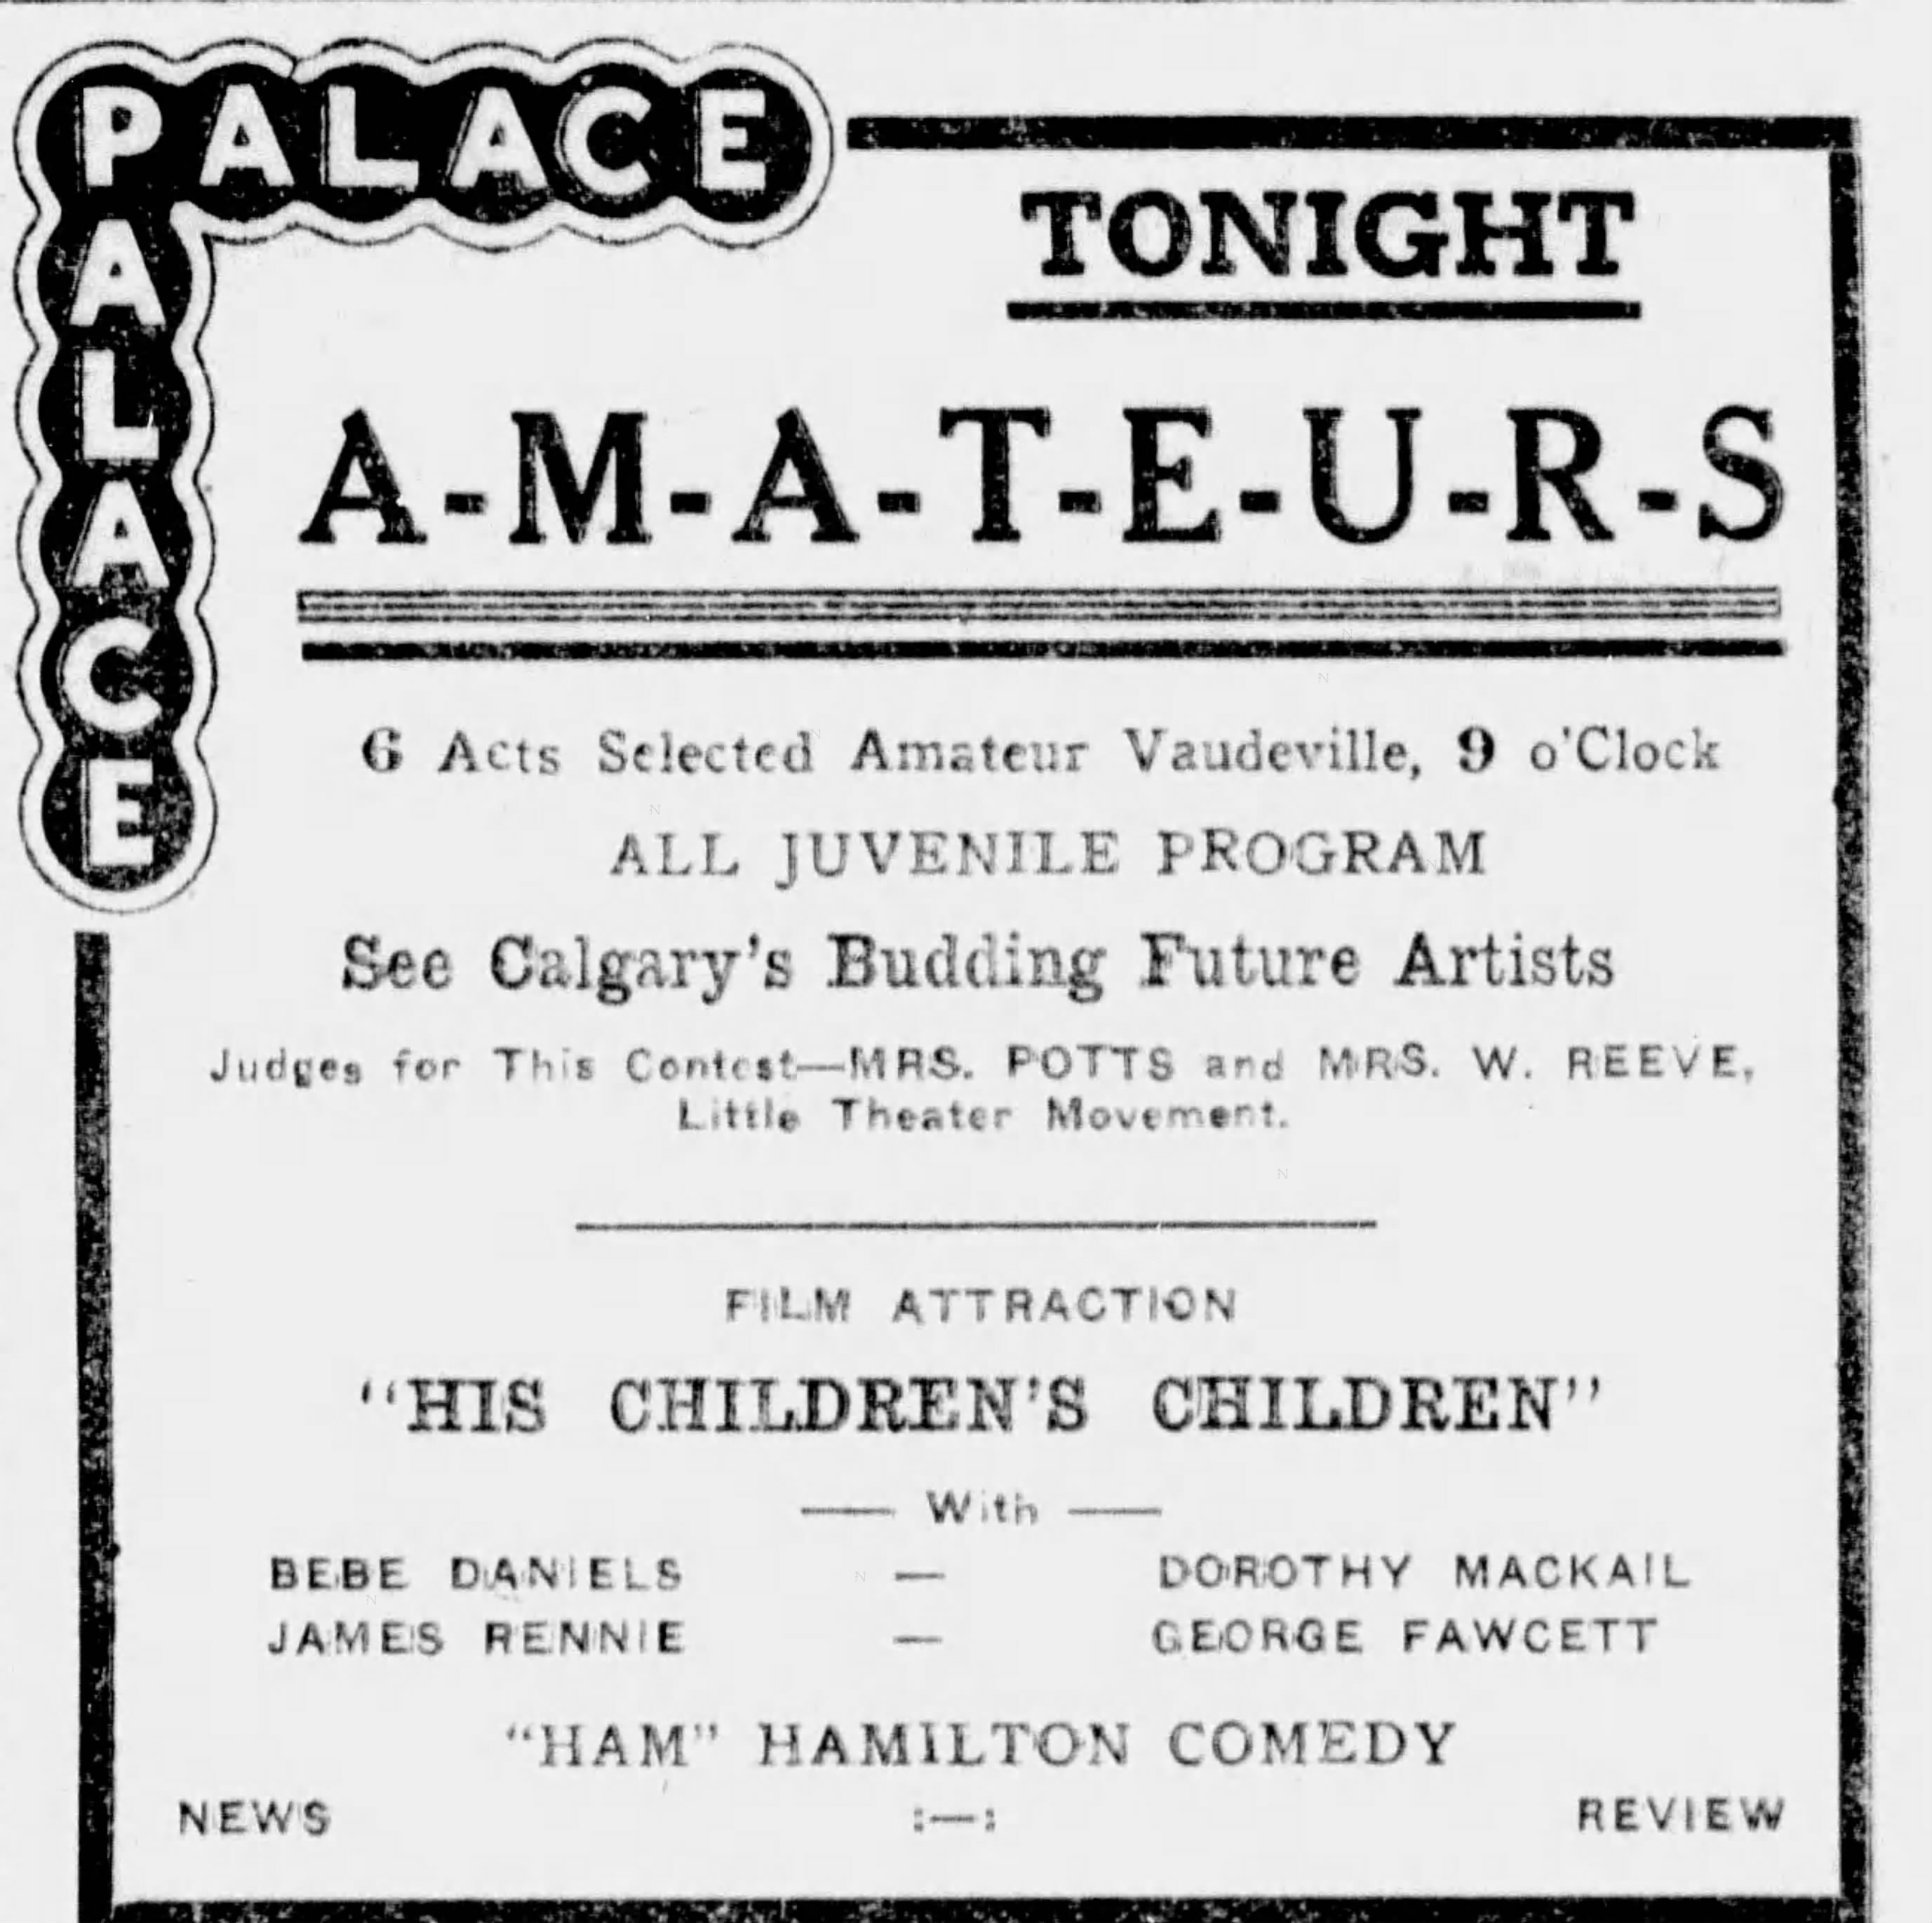 PALACE
PALACE
TONIGHT
A-M-A-T-E-U-R-S
6 Acts Selected Amateur Vaudeville, 9 o'Clock
ALL JUVENILE PROGRAM
See Calgary's Budding Future Artists
Judges for This Contest—MRS. POTTS and MRS. W. REEVE,
Little Theater Movement.
FILM ATTRACTION
"HIS CHILDREN'S CHILDREN"
— With —
BEBE DANIELS — DOROTHY MACKAIL
JAMES RENNIE — GEORGE FAWCETT
"HAM" HAMILTON COMEDY
NEWS :—: REVIEW